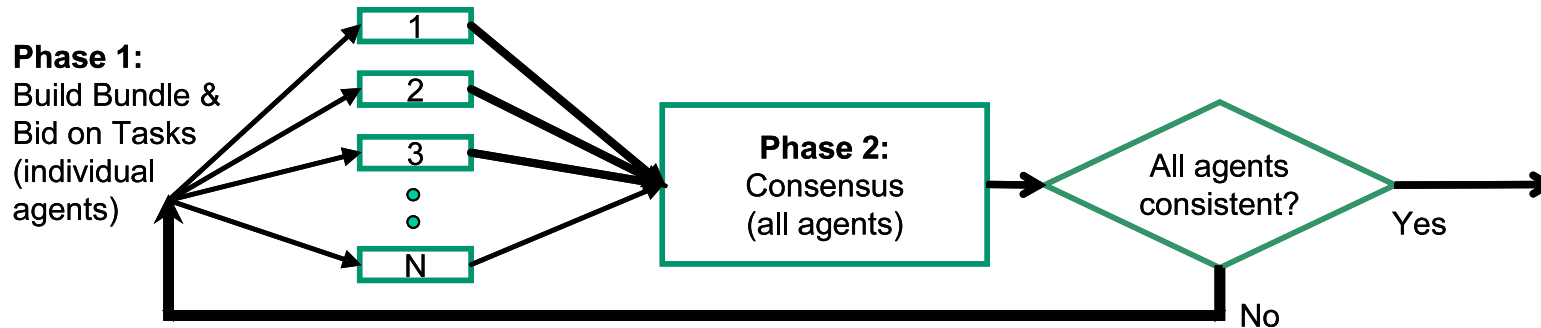 Phase 1:
Build Bundle &
Bid on Tasks
(individual
agents)
1
2
3
N
Phase 2:
Consensus
(all agents)
All agents
consistent?
Yes
No